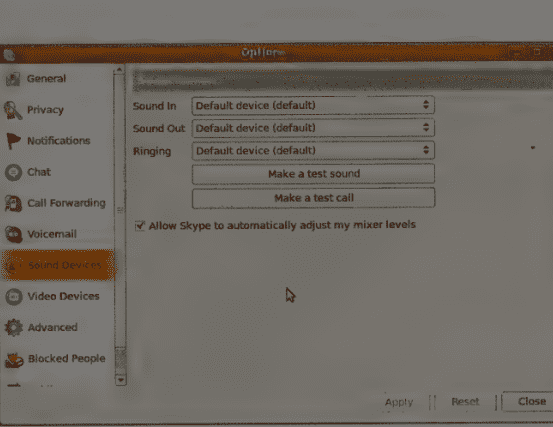 Options
General
Privacy
Notifications
Chat
Call Forwarding
Voicemail
Sound Devices
Video Devices
Advanced
Blocked People
Sound In Default device (default)
Sound Out Default device (default)
Ringing Default device (default)
Make a test sound
Make a test call
Allow Skype to automatically adjust my mixer levels
Apply Reset Close